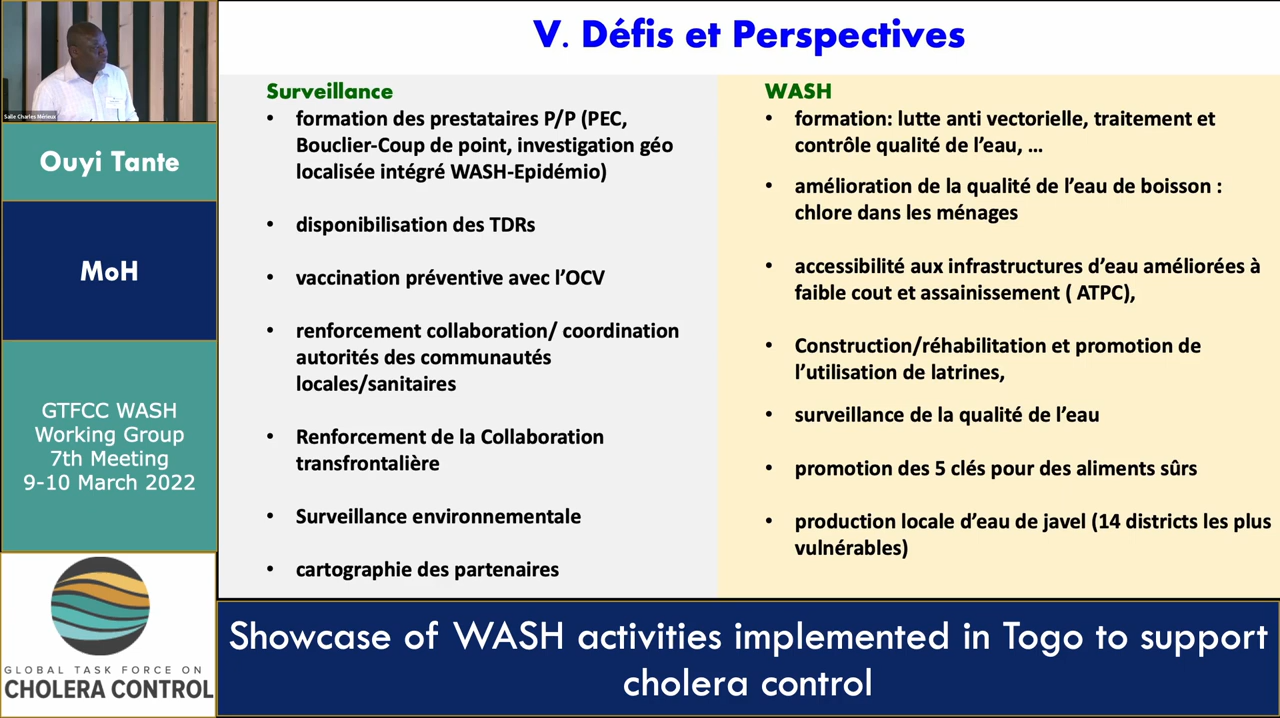 V. Défis et Perspectives
Salle Charles Mérieux
Ouyi Tante
MoH
GTFCC WASH
Working Group
7th Meeting
9-10 March 2022
GLOBAL TASK FORCE ON
CHOLERA CONTROL
Surveillance
• formation des prestataires P/P (PEC,
Bouclier-Coup de point, investigation géo
localisée intégré WASH-Epidémio)
• disponibilisation des TDRs
• vaccination préventive avec l’OCV
• renforcement collaboration/ coordination
autorités des communautés
locales/sanitaires
• Renforcement de la Collaboration
transfrontalière
• Surveillance environnementale
• cartographie des partenaires
WASH
• formation: lutte anti vectorielle, traitement et
contrôle qualité de l’eau, ...
• amélioration de la qualité de l’eau de boisson :
chlore dans les ménages
• accessibilité aux infrastructures d’eau améliorées à
faible cout et assainissement ( ATPC),
• Construction/réhabilitation et promotion de
l’utilisation de latrines,
• surveillance de la qualité de l’eau
• promotion des 5 clés pour des aliments sûrs
• production locale d’eau de javel (14 districts les plus
vulnérables)
Showcase of WASH activities implemented in Togo to support
cholera control